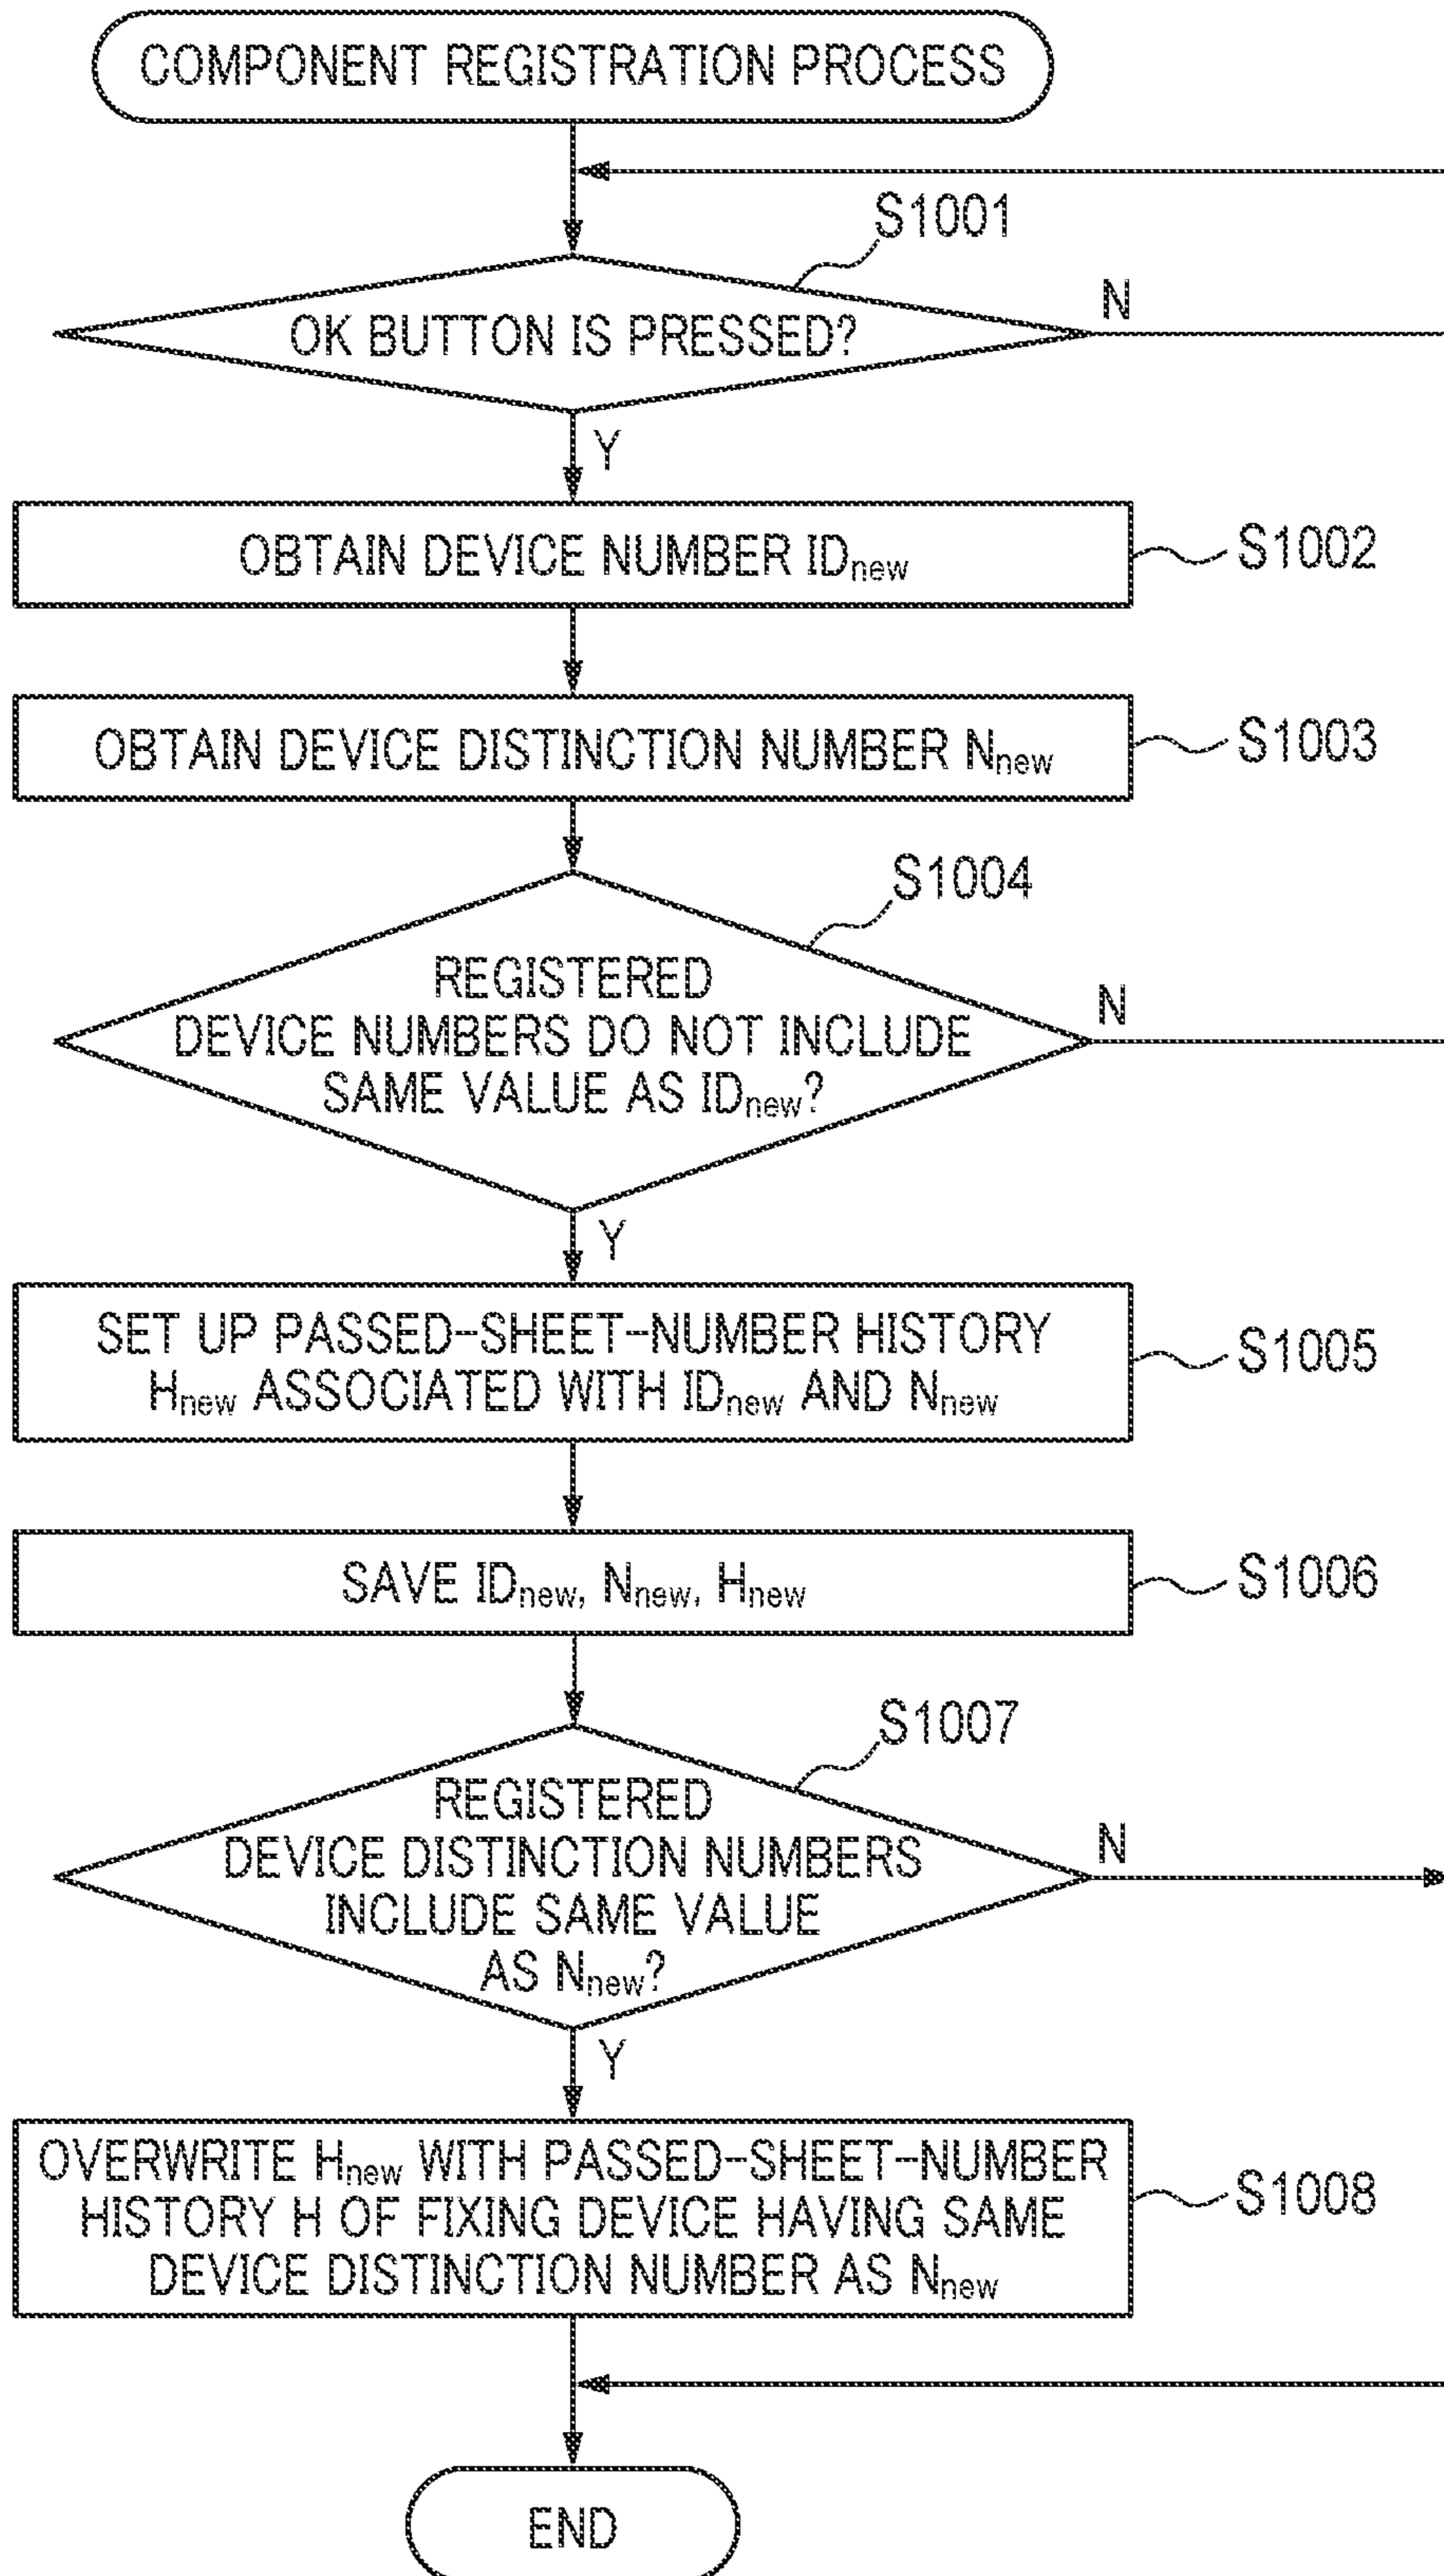 COMPONENT REGISTRATION PROCESS
S1001
OK BUTTON IS PRESSED?
N
Y
OBTAIN DEVICE NUMBER IDnew
S1002
OBTAIN DEVICE DISTINCTION NUMBER Nnew
S1003
S1004
REGISTERED
DEVICE NUMBERS DO NOT INCLUDE
SAME VALUE AS IDnew?
N
Y
SET UP PASSED-SHEET-NUMBER HISTORY
Hnew ASSOCIATED WITH IDnew AND Nnew
S1005
SAVE IDnew, Nnew, Hnew
S1006
S1007
REGISTERED
DEVICE DISTINCTION NUMBERS
INCLUDE SAME VALUE
AS Nnew?
N
Y
OVERWRITE Hnew WITH PASSED-SHEET-NUMBER
HISTORY H OF FIXING DEVICE HAVING SAME
DEVICE DISTINCTION NUMBER AS Nnew
S1008
END